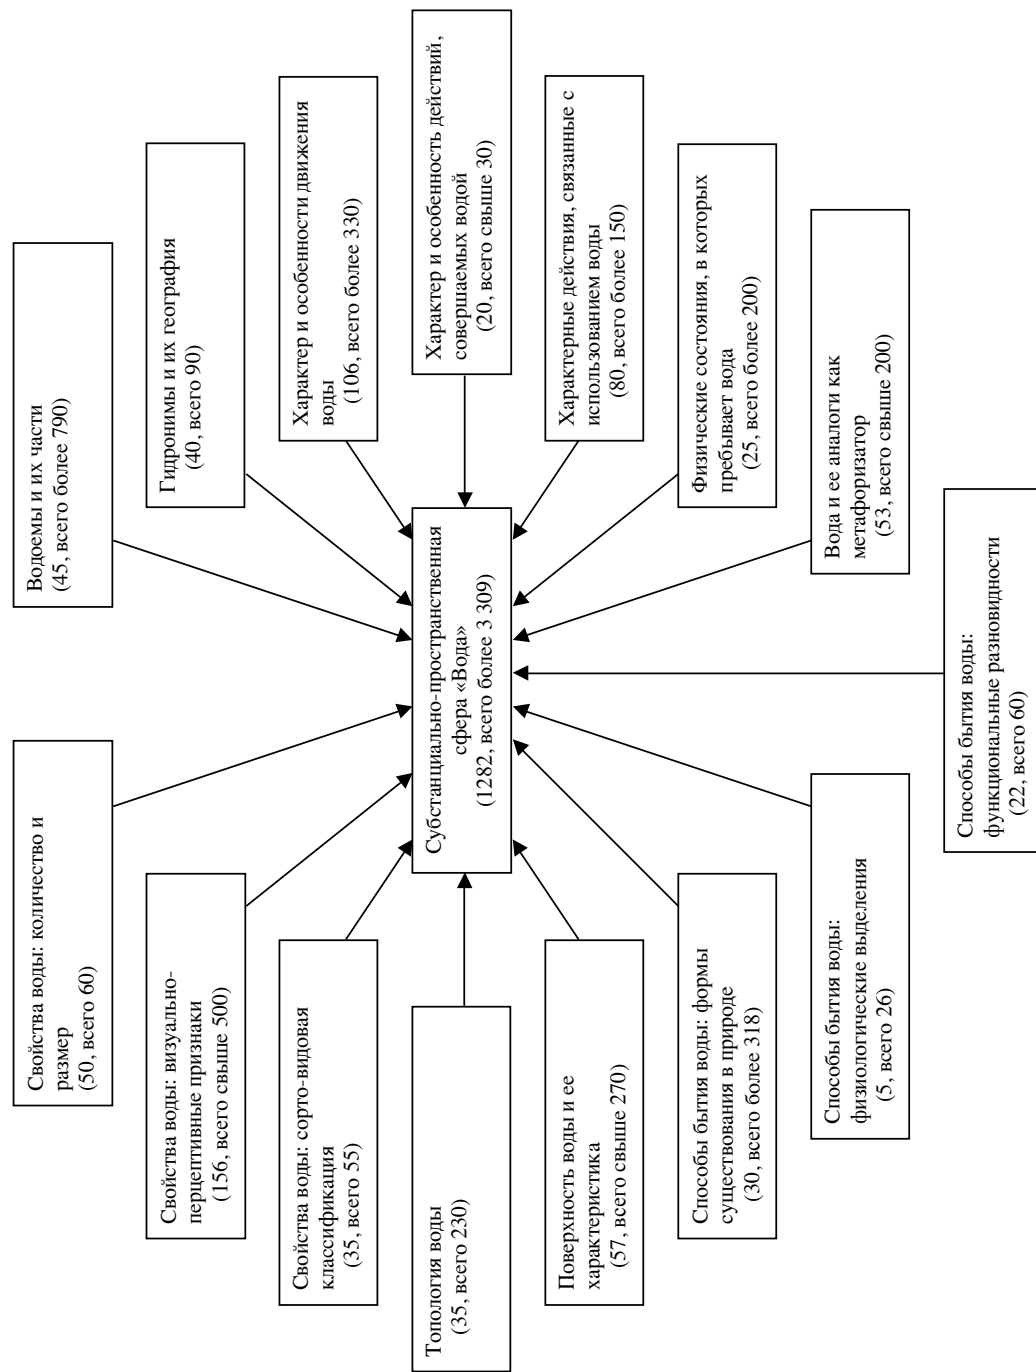 Свойства воды: количество и
размер
(50, всего 60)
Водоемы и их части
(45, всего более 790)
Свойства воды: визуально-
перцептивные признаки
(156, всего свыше 500)
Гидронимы и их география
(40, всего 90)
Свойства воды: сорто-видовая
классификация
(35, всего 55)
Характер и особенности движения
воды
(106, всего более 330)
Топология воды
(35, всего 230)
Субстанциально-пространственная
сфера «Вода»
(1282, всего более 3 309)
Характер и особенность действий,
совершаемых водой
(20, всего свыше 30)
Поверхность воды и ее
характеристика
(57, всего свыше 270)
Характерные действия, связанные с
использованием воды
(80, всего более 150)
Способы бытия воды: формы
существования в природе
(30, всего более 318)
Физические состояния, в которых
пребывает вода
(25, всего более 200)
Способы бытия воды:
физиологические выделения
(5, всего 26)
Вода и ее аналоги как
метафоризатор
(53, всего свыше 200)
Способы бытия воды:
функциональные разновидности
(22, всего 60)